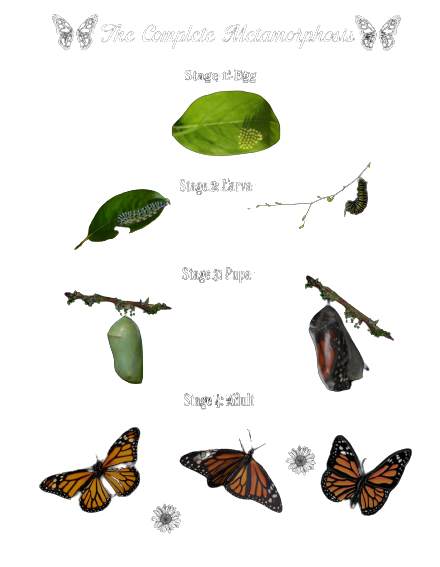 The Complete Metamorphosis
Stage 1: Egg
Stage 2: Larva
Stage 3: Pupa
Stage 4: Adult